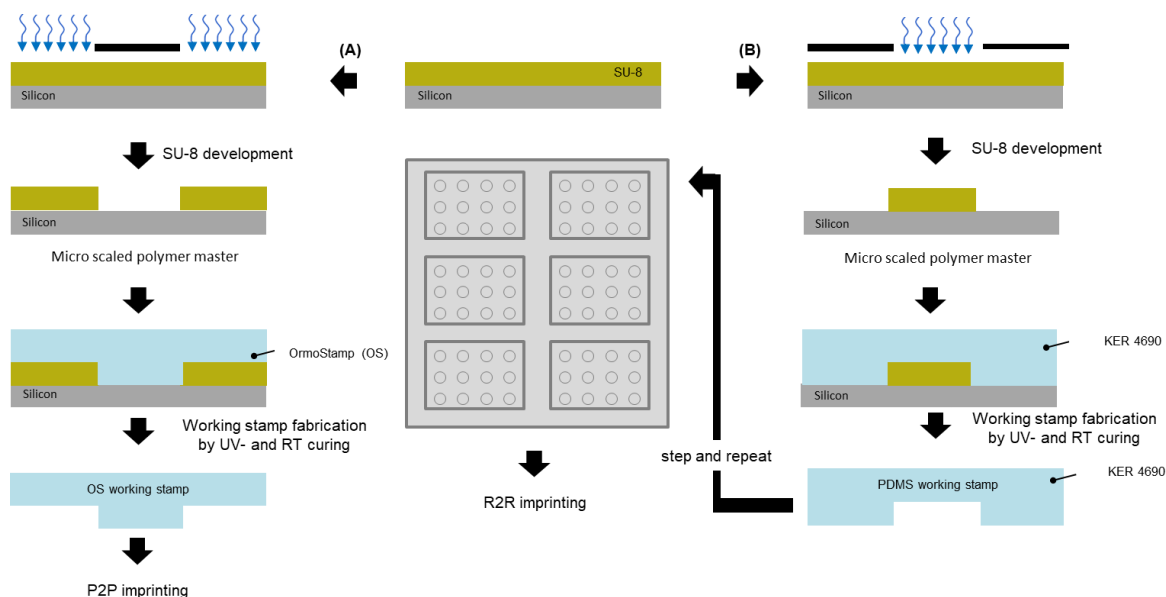 (A)
(B)
SU-8
Silicon
Silicon
Silicon
SU-8 development
Silicon
Micro scaled polymer master
OrmoStamp (OS)
Silicon
Working stamp fabrication
by UV- and RT curing
OS working stamp
P2P imprinting
R2R imprinting
step and repeat
SU-8 development
Silicon
Micro scaled polymer master
KER 4690
Silicon
Working stamp fabrication
by UV- and RT curing
KER 4690
PDMS working stamp